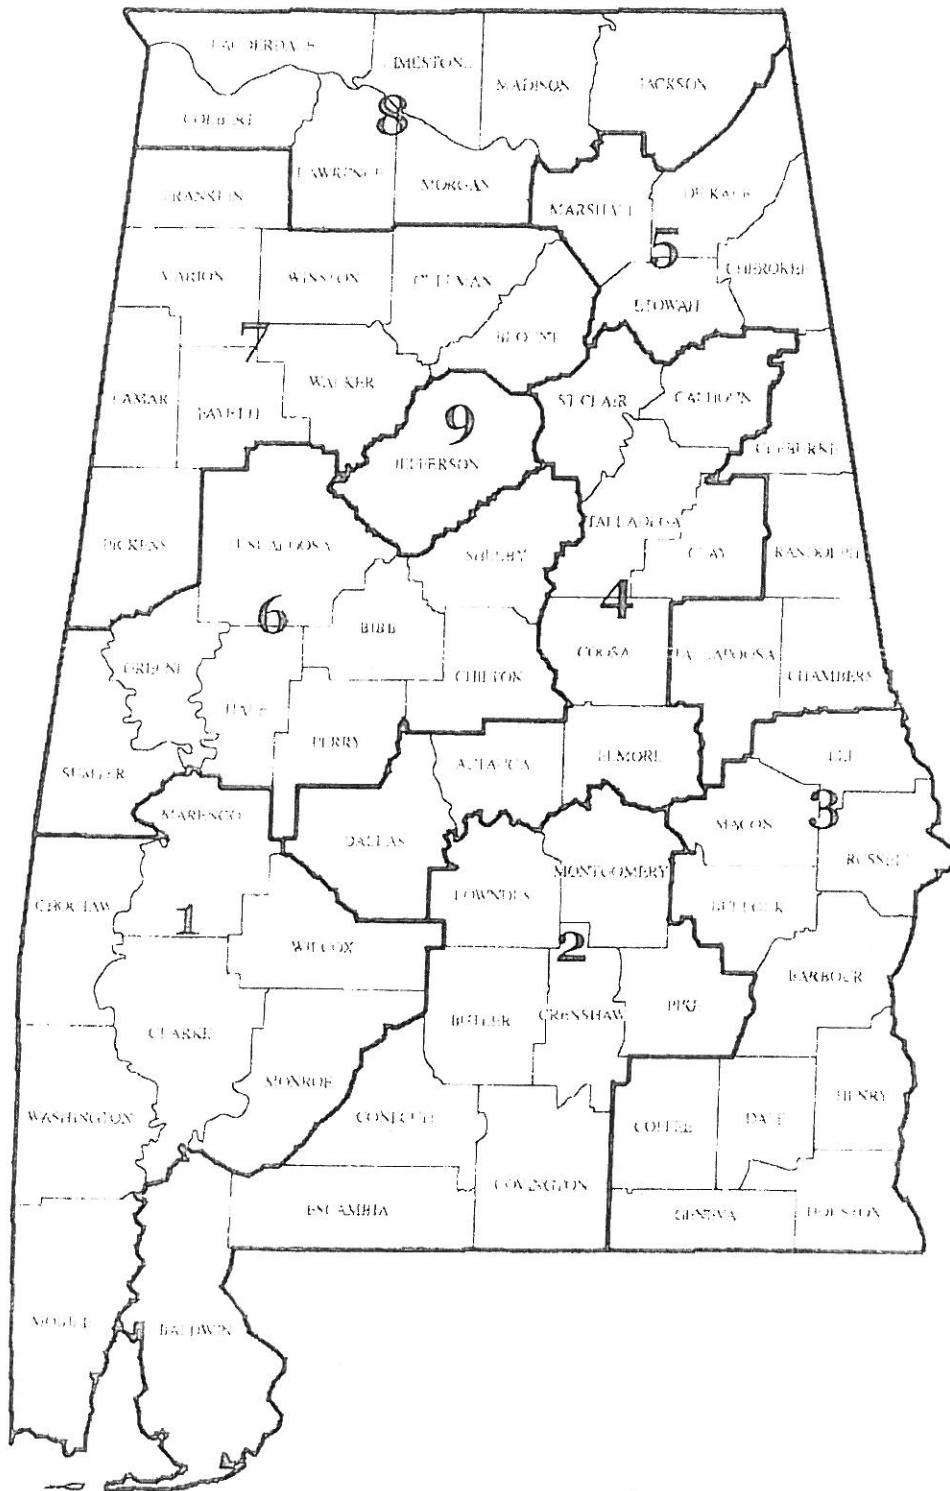 LAUDERDALE
LIMESTONE
MADISON
JACKSON
COLBERT
8
LAWRENCE
MORGAN
FRANKLIN
MARSHALL
DE KALB
5
CHEROKEE
MARION
WINSTON
CULLMAN
ETOWAH
BLOUNT
7
WALKER
LAMAR
FAYETTE
ST CLAIR
CALHOUN
9
JEFFERSON
CLEBURNE
PICKENS
TUSCALOOSA
SHELBY
TALLADEGA
CLAY
RANDOLPH
6
4
BIBB
GREENE
COOSA
TALLAPOOSA
CHAMBERS
CHILTON
HALE
PERRY
AUTAUGA
ELMORE
LEE
SUMTER
MARENGO
MACON
3
DALLAS
RUSSELL
MONTGOMERY
CHOCTAW
LOWNDES
BULLOCK
1
WILCOX
2
BARBOUR
CLARKE
BUTLER
CRENSHAW
PIKE
MONROE
HENRY
WASHINGTON
CONECUH
COFFEE
DALE
COVINGTON
ESCAMBIA
GENEVA
HOUSTON
MOBILE
BALDWIN